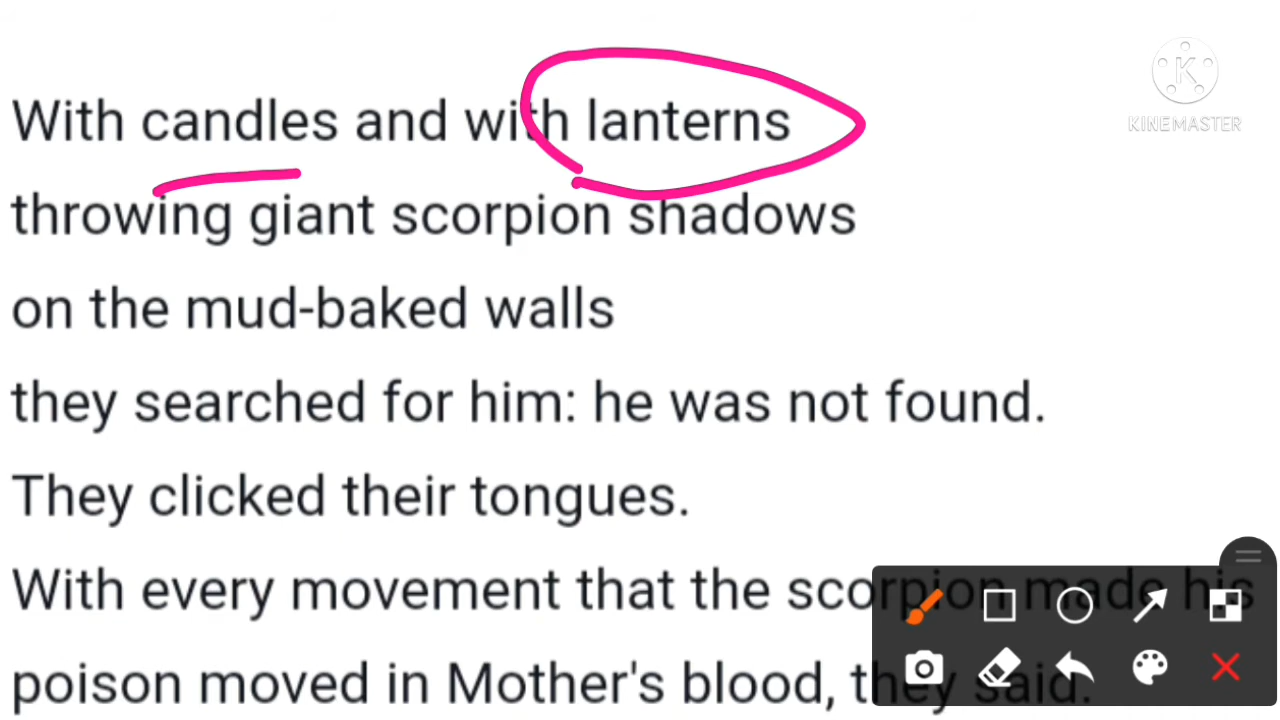 With candles and with lanterns
throwing giant scorpion shadows
on the mud-baked walls
they searched for him: he was not found.
They clicked their tongues.
With every movement that the scorpion made his
poison moved in Mother's blood, they said.
K
KINEMASTER